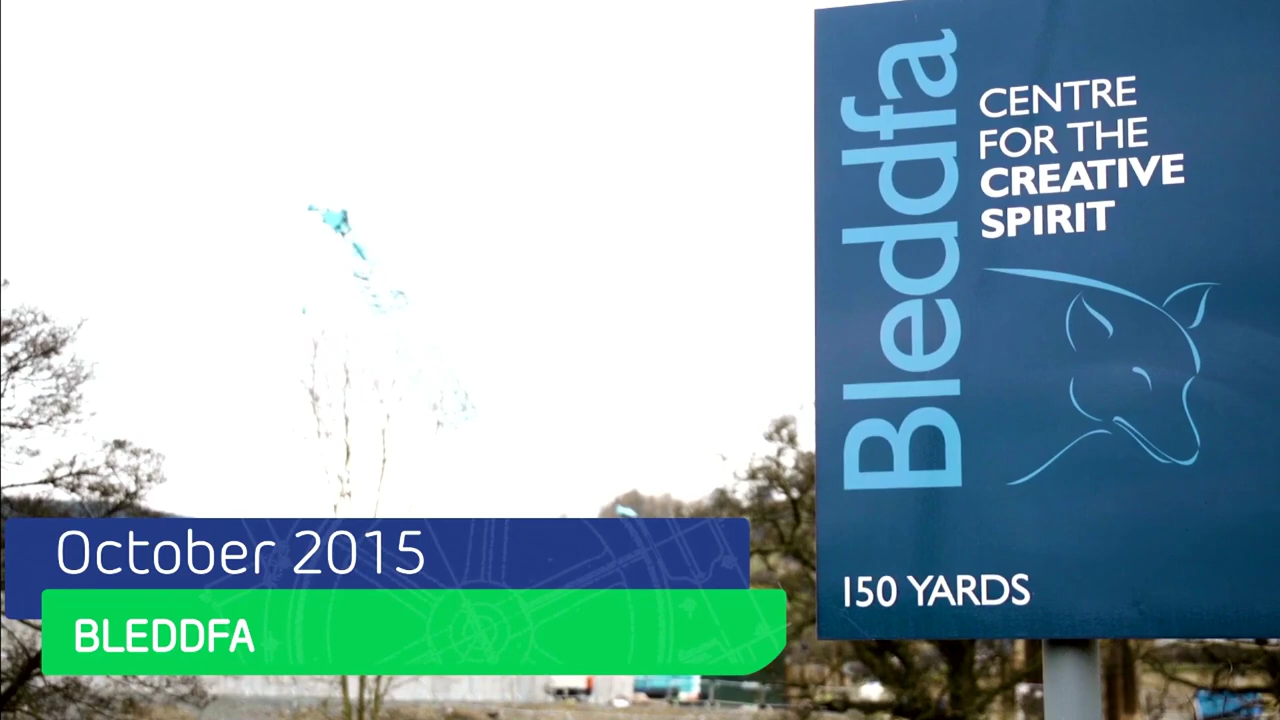 Bleddfa
CENTRE
FOR THE
CREATIVE
SPIRIT
150 YARDS
October 2015
BLEDDFA